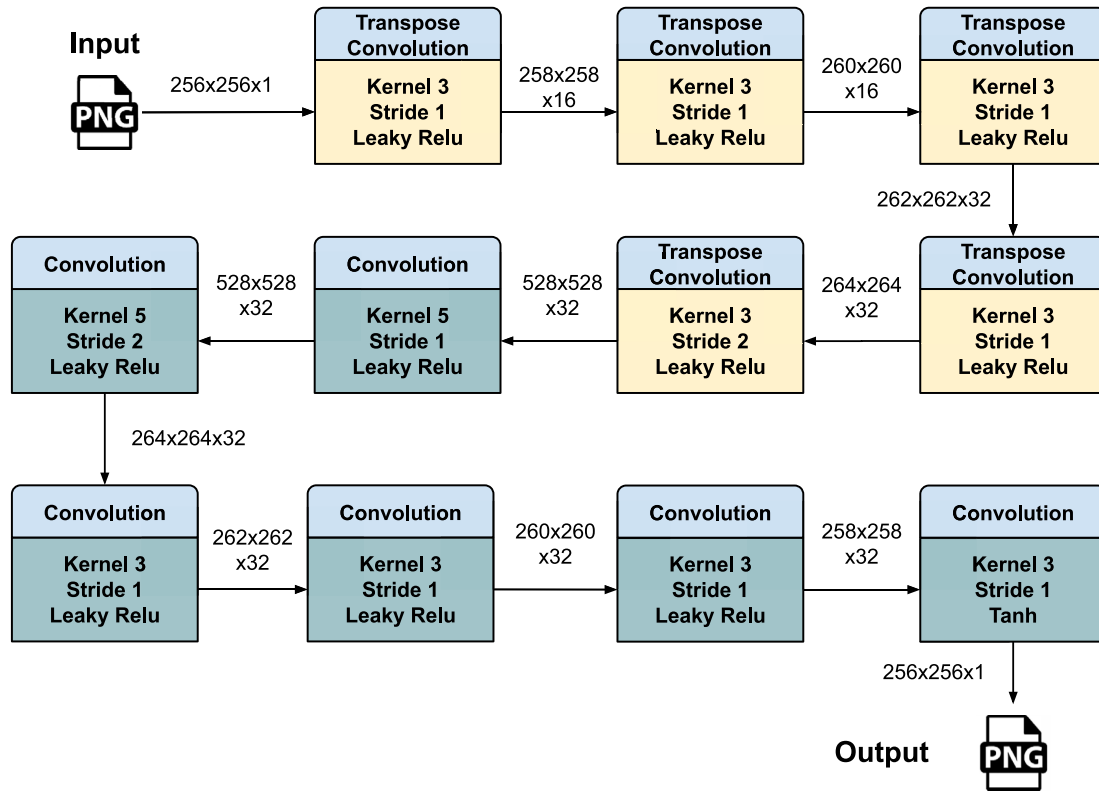 Input
PNG
256x256x1
Transpose
Convolution
Kernel 3
Stride 1
Leaky Relu
258x258
x16
Transpose
Convolution
Kernel 3
Stride 1
Leaky Relu
260x260
x16
Transpose
Convolution
Kernel 3
Stride 1
Leaky Relu
262x262x32
Transpose
Convolution
Kernel 3
Stride 1
Leaky Relu
264x264
x32
Transpose
Convolution
Kernel 3
Stride 2
Leaky Relu
528x528
x32
Convolution
Kernel 5
Stride 1
Leaky Relu
528x528
x32
Convolution
Kernel 5
Stride 2
Leaky Relu
264x264x32
Convolution
Kernel 3
Stride 1
Leaky Relu
262x262
x32
Convolution
Kernel 3
Stride 1
Leaky Relu
260x260
x32
Convolution
Kernel 3
Stride 1
Leaky Relu
258x258
x32
Convolution
Kernel 3
Stride 1
Tanh
256x256x1
Output
PNG